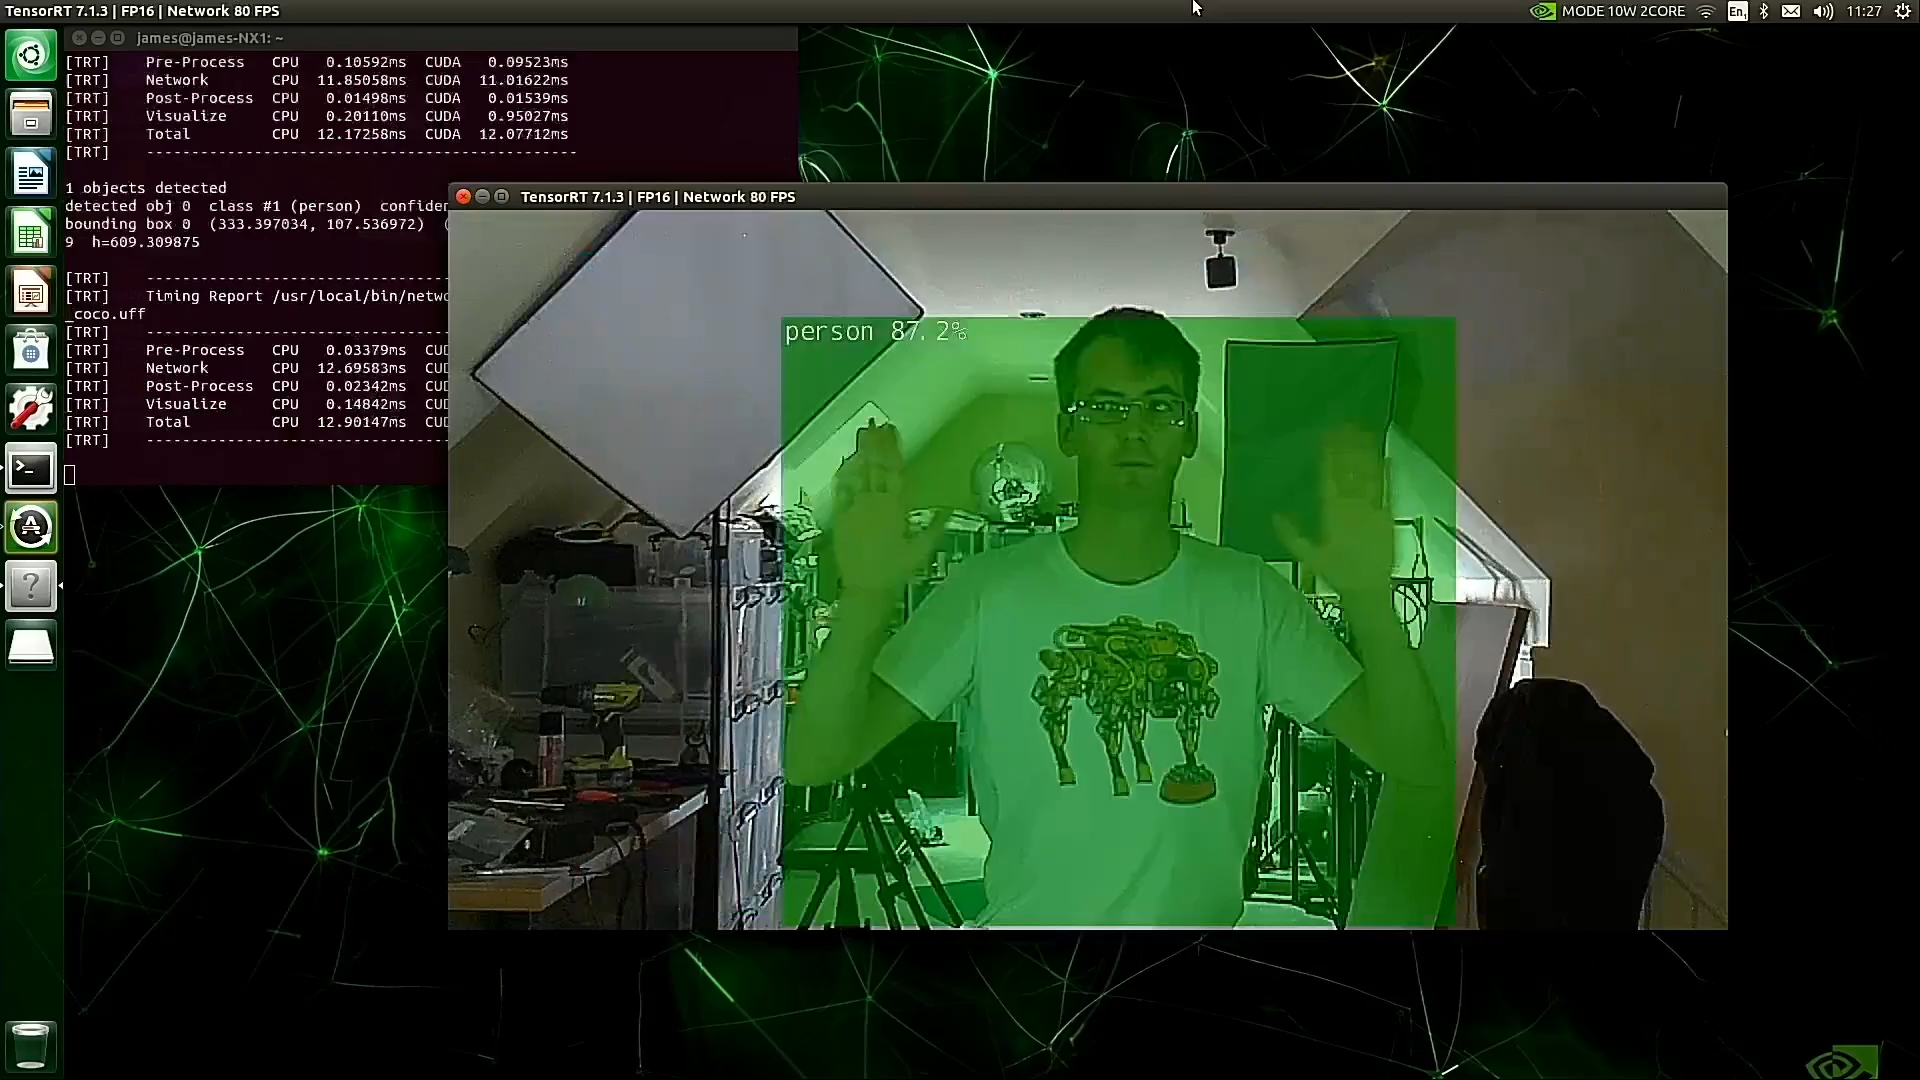 TensorRT 7.1.3 | FP16 | Network 80 FPS
MODE 10W 2CORE
En1
11:27
james@james-NX1: ~
[TRT] Pre-Process CPU 0.10592ms CUDA 0.09523ms
[TRT] Network CPU 11.85058ms CUDA 11.01622ms
[TRT] Post-Process CPU 0.01498ms CUDA 0.01539ms
[TRT] Visualize CPU 0.20110ms CUDA 0.95027ms
[TRT] Total CPU 12.17258ms CUDA 12.07712ms
[TRT] -----------------------------------------------
1 objects detected
detected obj 0 class #1 (person) confiden
bounding box 0 (333.397034, 107.536972) (
9 h=609.309875
[TRT] ---------------------------------
[TRT] Timing Report /usr/local/bin/netwo
_coco.uff
[TRT] ---------------------------------
[TRT] Pre-Process CPU 0.03379ms CUD
[TRT] Network CPU 12.69583ms CUD
[TRT] Post-Process CPU 0.02342ms CUD
[TRT] Visualize CPU 0.14842ms CUD
[TRT] Total CPU 12.90147ms CUD
[TRT] ---------------------------------
TensorRT 7.1.3 | FP16 | Network 80 FPS
person 87.2%